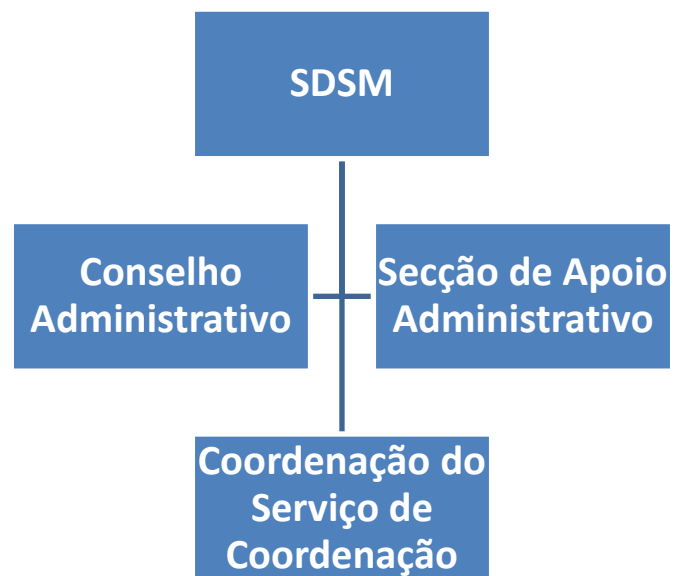 SDSM
Conselho
Administrativo
Secção de Apoio
Administrativo
Coordenação do
Serviço de
Coordenação